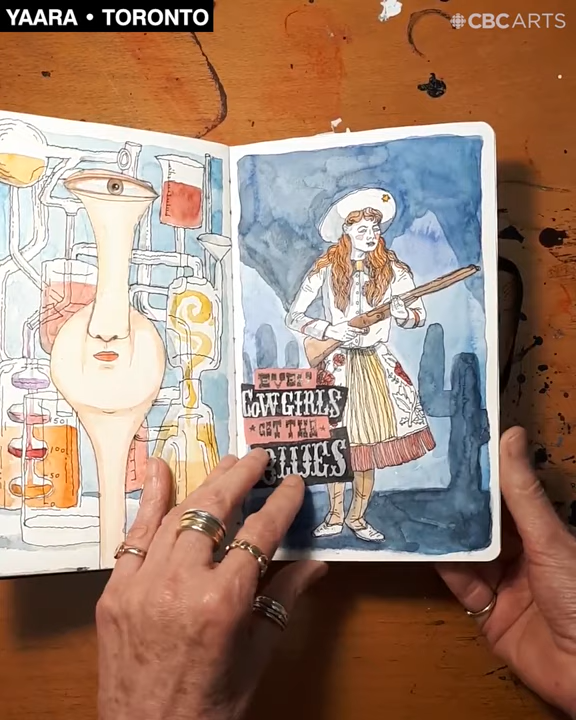 YAARA • TORONTO
CBC ARTS
EVEN
COWGIRLS
GET THE
BLUES